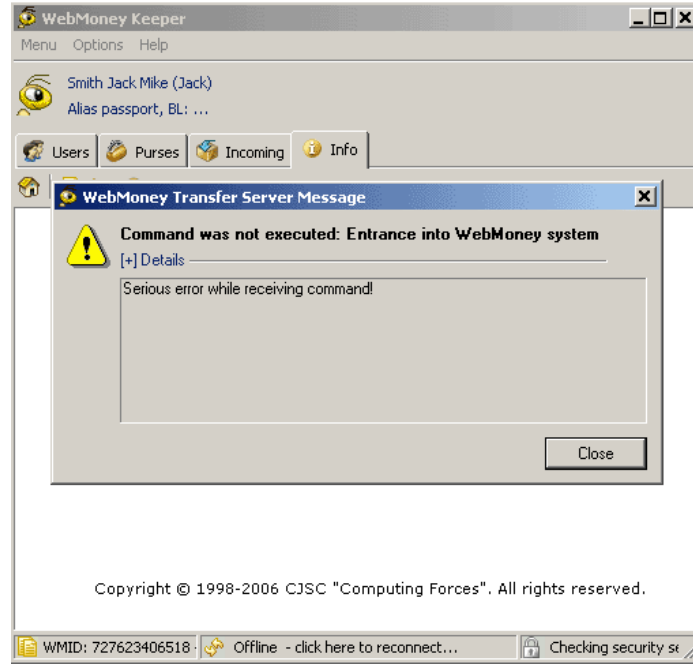 WebMoney Keeper
Menu Options Help
Smith Jack Mike (Jack)
Alias passport, BL: ...
Users Purses Incoming Info
WebMoney Transfer Server Message
Command was not executed: Entrance into WebMoney system
[+] Details
Serious error while receiving command!
Close
Copyright © 1998-2006 CJSC "Computing Forces". All rights reserved.
WMID: 727623406518 Offline - click here to reconnect... Checking security se